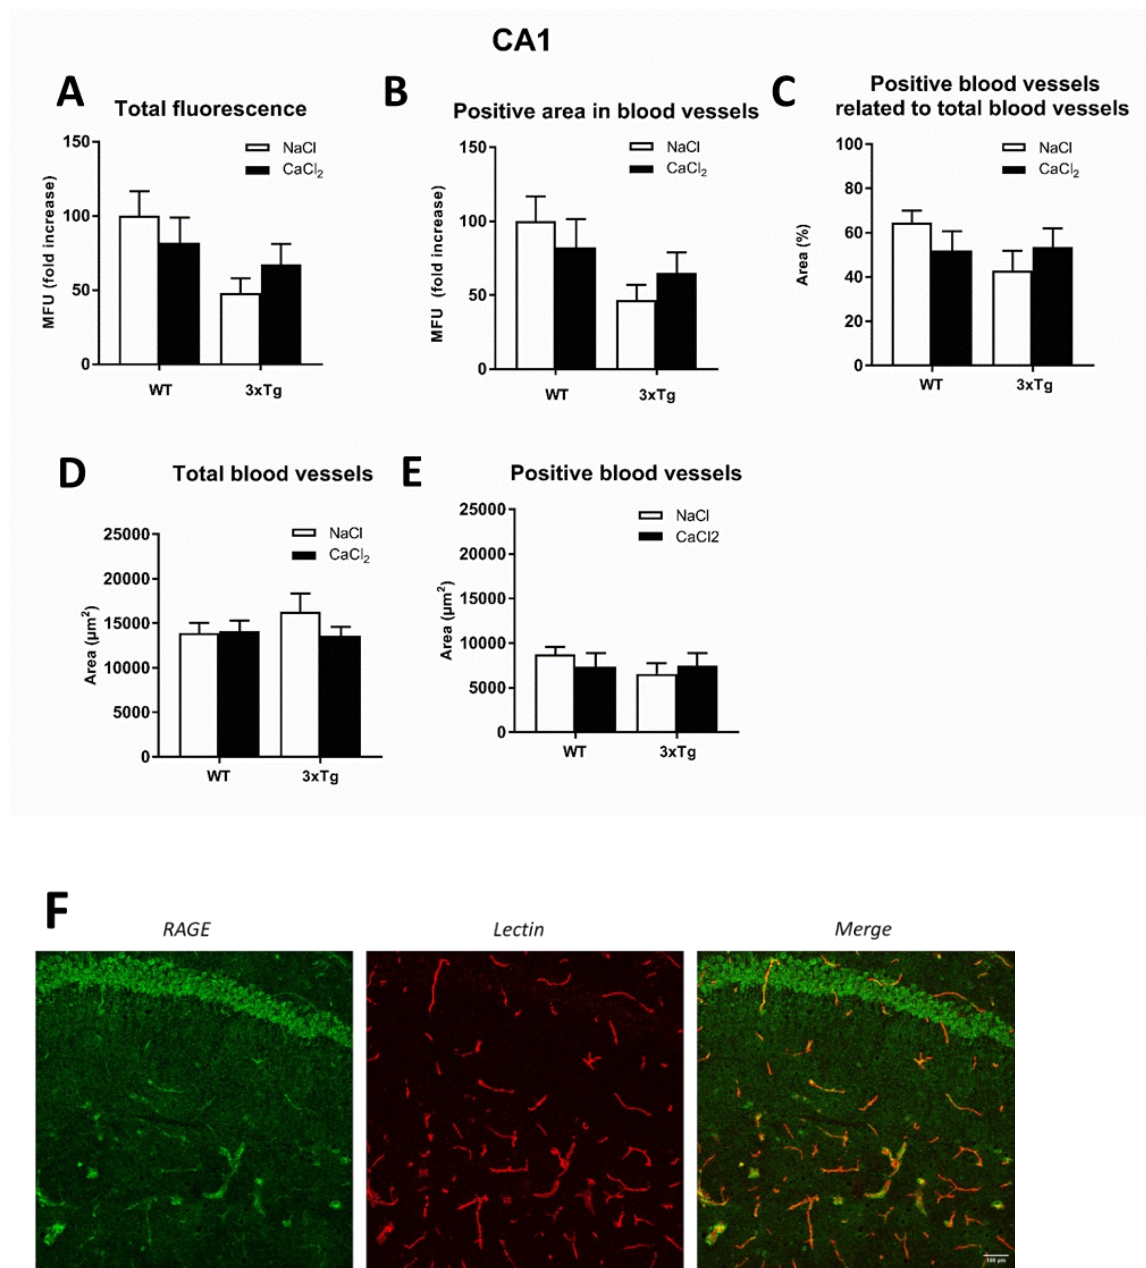 CA1
A
Total fluorescence
MFU (fold increase)
150
100
50
0
NaCl
CaCl₂
WT
3xTg
B
Positive area in blood vessels
MFU (fold increase)
150
100
50
0
NaCl
CaCl₂
WT
3xTg
C
Positive blood vessels
related to total blood vessels
Area (%)
100
80
60
40
20
0
NaCl
CaCl₂
WT
3xTg
D
Total blood vessels
Area (µm²)
25000
20000
15000
10000
5000
0
NaCl
CaCl₂
WT
3xTg
E
Positive blood vessels
Area (µm²)
25000
20000
15000
10000
5000
0
NaCl
CaCl2
WT
3xTg
F
RAGE
Lectin
Merge
100 µm